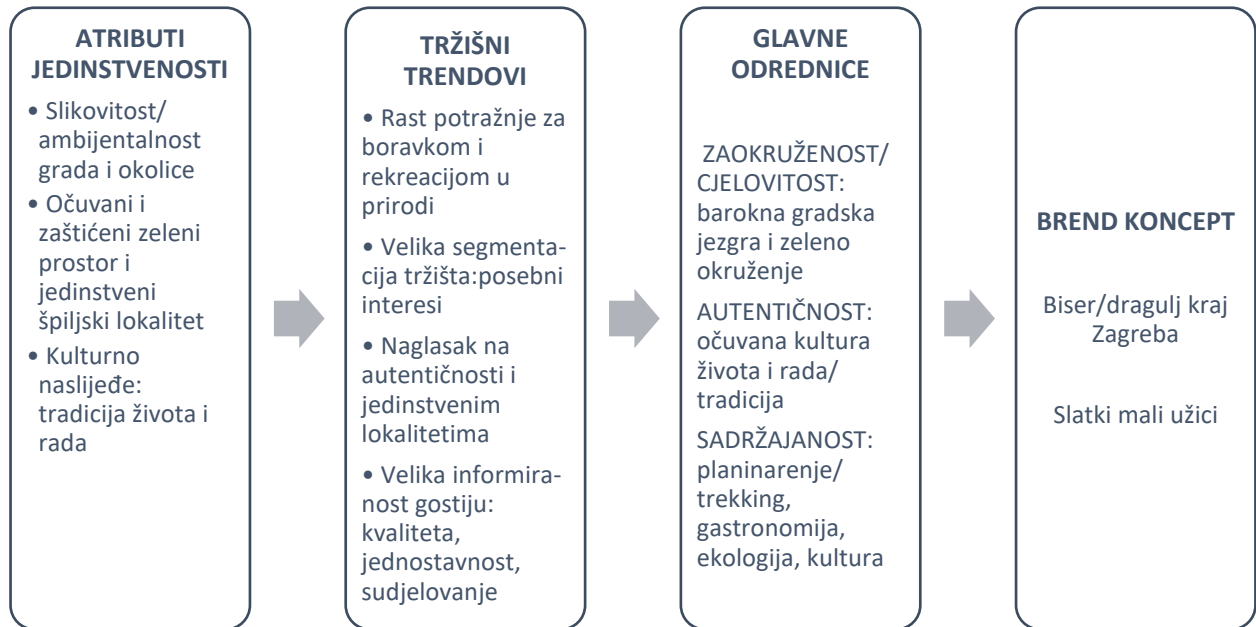 ATRIBUTI
JEDINSTVENOSTI
• Slikovitost/
ambijentalnost
grada i okolice
• Očuvani i
zaštićeni zeleni
prostor i
jedinstveni
špiljski lokalitet
• Kulturno
naslijeđe:
tradicija života i
rada
TRŽIŠNI
TRENDOVI
• Rast potražnje za
boravkom i
rekreacijom u
prirodi
• Velika segmenta-
cija tržišta:posebni
interesi
• Naglasak na
autentičnosti i
jedinstvenim
lokalitetima
• Velika informira-
nost gostiju:
kvaliteta,
jednostavnost,
sudjelovanje
GLAVNE
ODREDNICE
ZAOKRUŽENOST/
CJELOVITOST:
barokna gradska
jezgra i zeleno
okruženje
AUTENTIČNOST:
očuvana kultura
života i rada/
tradicija
SADRŽAJANOST:
planinarenje/
trekking,
gastronomija,
ekologija, kultura
BREND KONCEPT
Biser/dragulj kraj
Zagreba
Slatki mali užici